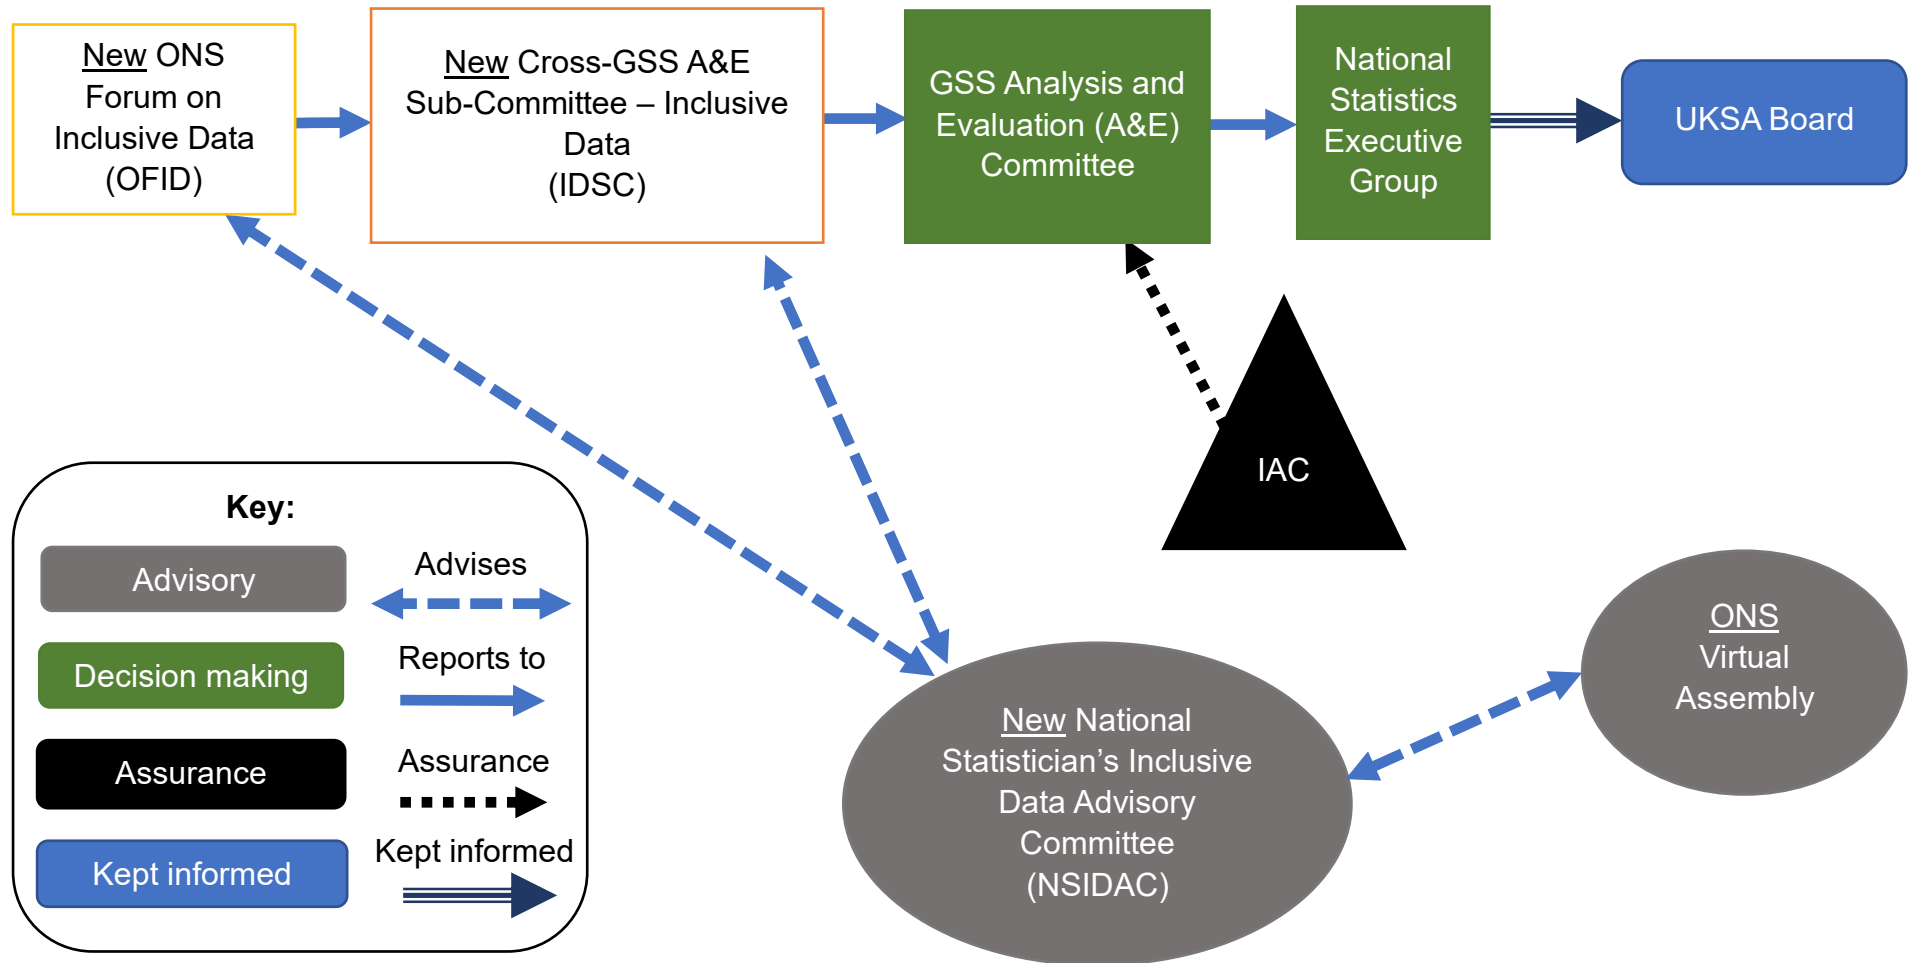 New ONS
Forum on
Inclusive Data
(OFID)
New Cross-GSS A&E
Sub-Committee – Inclusive
Data
(IDSC)
GSS Analysis and
Evaluation (A&E)
Committee
National
Statistics
Executive
Group
UKSA Board
IAC
Key:
Advisory
Advises
Decision making
Reports to
Assurance
Assurance
Kept informed
Kept informed
New National
Statistician’s Inclusive
Data Advisory
Committee
(NSIDAC)
ONS
Virtual
Assembly